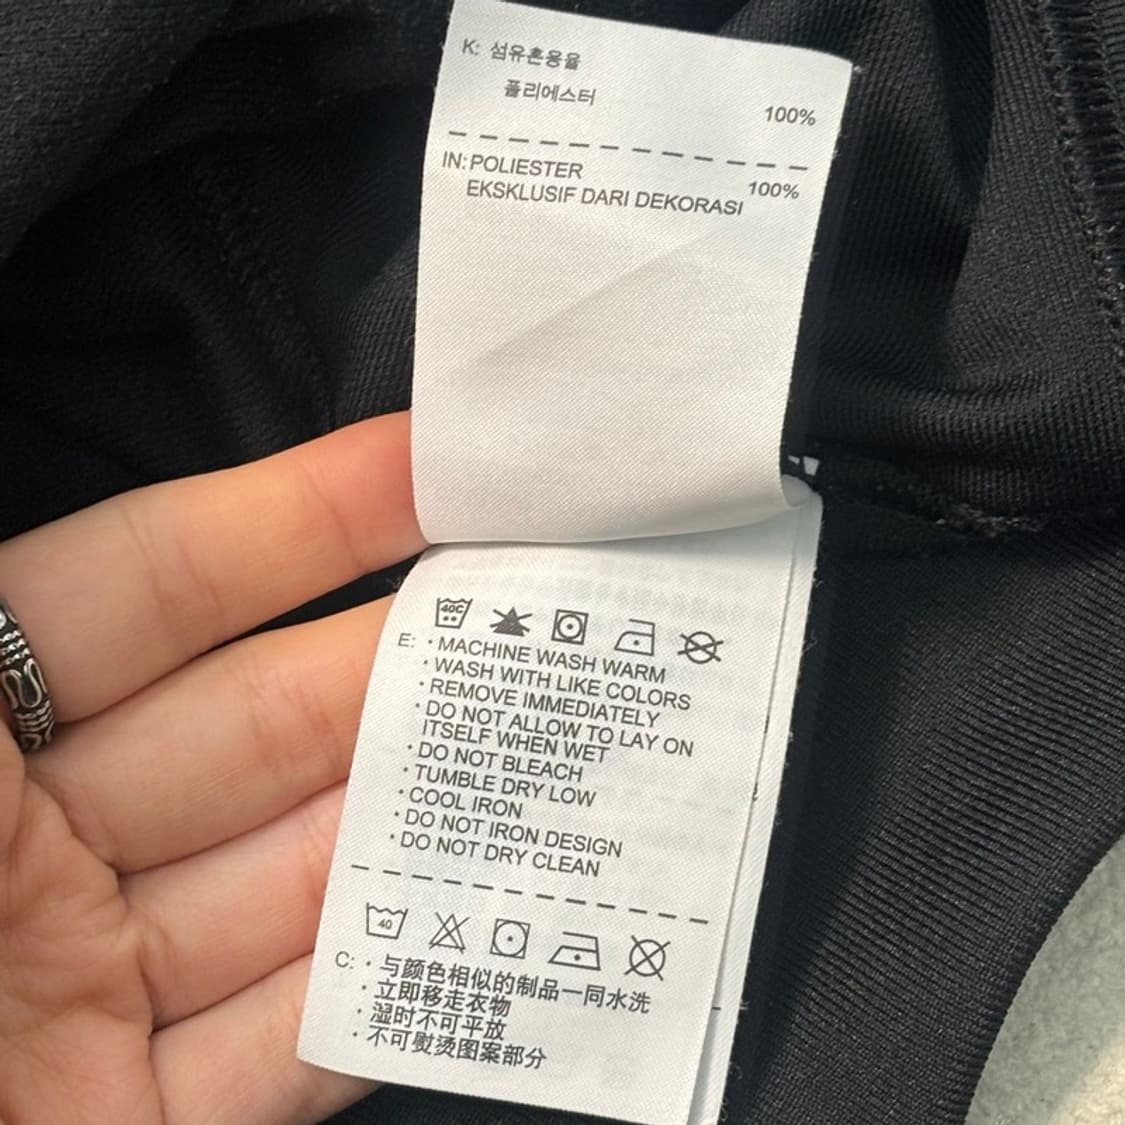 K: 섬유혼용율
폴리에스터 100%
IN: POLIESTER 100%
EKSKLUSIF DARI DEKORASI
40C
E: · MACHINE WASH WARM
· WASH WITH LIKE COLORS
· REMOVE IMMEDIATELY
· DO NOT ALLOW TO LAY ON
ITSELF WHEN WET
· DO NOT BLEACH
· TUMBLE DRY LOW
· COOL IRON
· DO NOT IRON DESIGN
· DO NOT DRY CLEAN
40
C: · 与颜色相似的制品一同水洗
· 立即移走衣物
· 湿时不可平放
· 不可熨烫图案部分